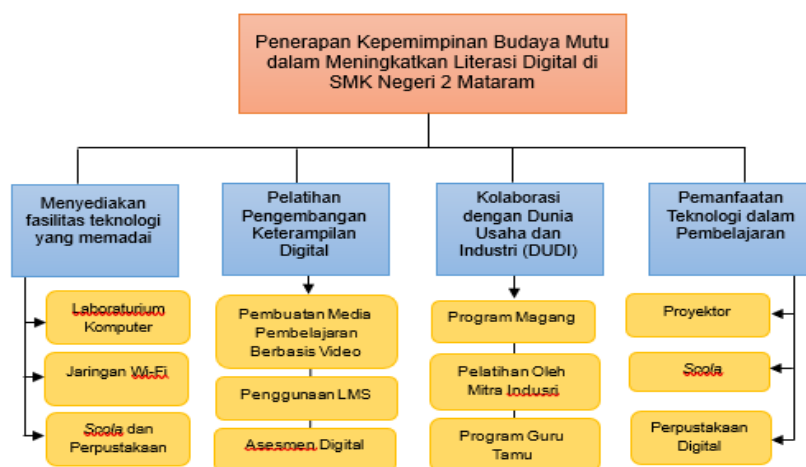 Penerapan Kepemimpinan Budaya Mutu
dalam Meningkatkan Literasi Digital di
SMK Negeri 2 Mataram
Menyediakan
fasilitas teknologi
yang memadai
Laboraturium
Komputer
Jaringan Wi-Fi
Scola dan
Perpustakaan
Pelatihan
Pengembangan
Keterampilan
Digital
Pembuatan Media
Pembelajaran
Berbasis Video
Penggunaan LMS
Asesmen Digital
Kolaborasi
dengan Dunia
Usaha dan
Industri (DUDI)
Program Magang
Pelatihan Oleh
Mitra Indusri
Program Guru
Tamu
Pemanfaatan
Teknologi dalam
Pembelajaran
Proyektor
Scola
Perpustakaan
Digital